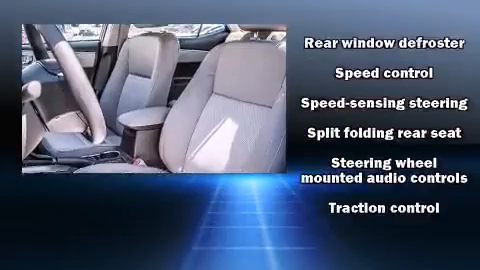 Rear window defroster
Speed control
Speed-sensing steering
Split folding rear seat
Steering wheel
mounted audio controls
Traction control